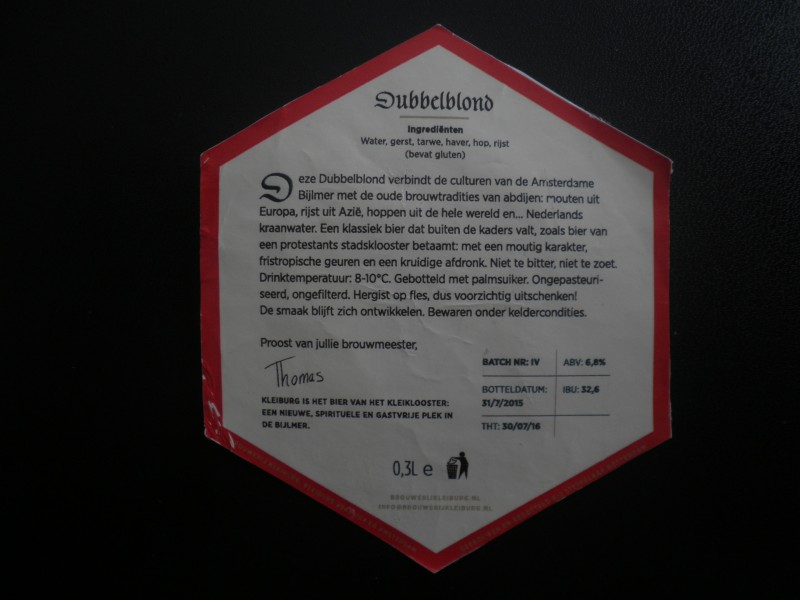 Dubbelblond
Ingrediënten
Water, gerst, tarwe, haver, hop, rijst
(bevat gluten)
Deze Dubbelblond verbindt de culturen van de Amsterdamse
Bijlmer met de oude brouwtradities van abdijen: mouten uit
Europa, rijst uit Azië, hoppen uit de hele wereld en... Nederlands
kraanwater. Een klassiek bier dat buiten de kaders valt, zoals bier van
een protestants stadsklooster betaamt: met een moutig karakter,
fristropische geuren en een kruidige afdronk. Niet te bitter, niet te zoet.
Drinktemperatuur: 8-10°C. Gebotteld met palmsuiker. Ongepasteuri-
seerd, ongefilterd. Hergist op fles, dus voorzichtig uitschenken!
De smaak blijft zich ontwikkelen. Bewaren onder keldercondities.
Proost van jullie brouwmeester,
Thomas
KLEIBURG IS HET BIER VAN HET KLEIKLOOSTER:
EEN NIEUWE, SPIRITUELE EN GASTVRIJE PLEK IN
DE BIJLMER.
BATCH NR: IV
ABV: 6,8%
BOTTELDATUM:
31/7/2015
IBU: 32,6
THT: 30/07/16
0,3L e
BROUWERIJKLEIBURG.NL
INFO@BROUWERIJKLEIBURG.NL